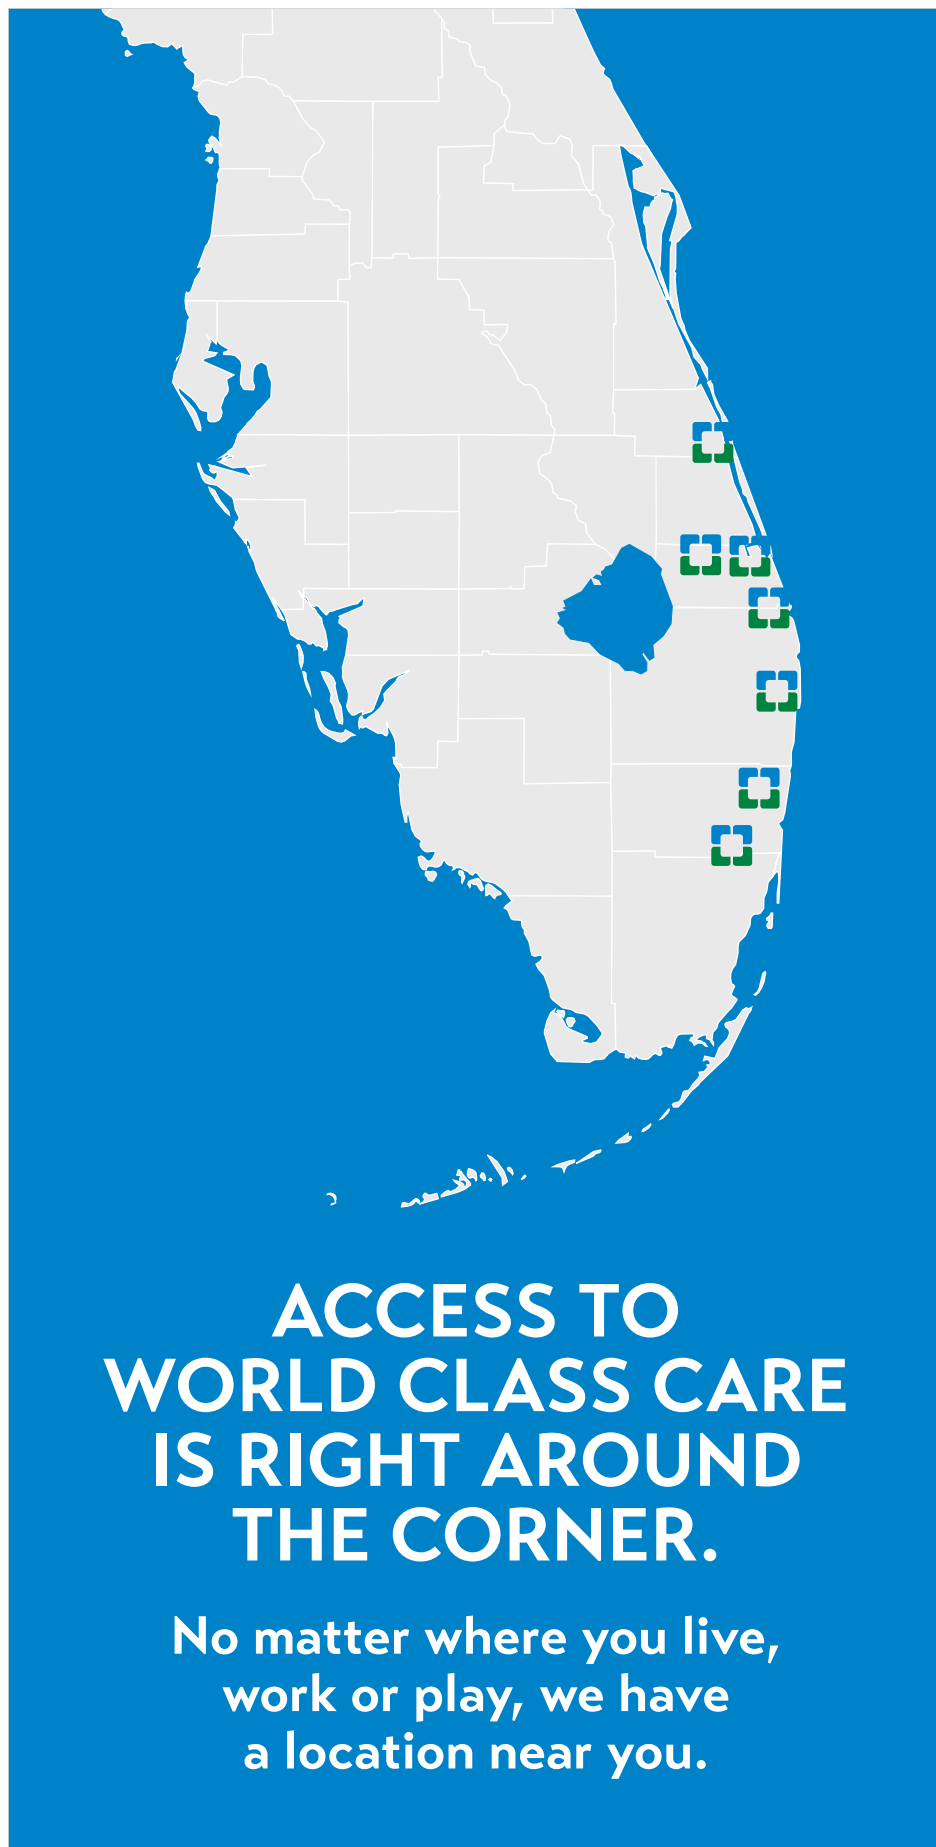 ACCESS TO
WORLD CLASS CARE
IS RIGHT AROUND
THE CORNER.
No matter where you live,
work or play, we have
a location near you.